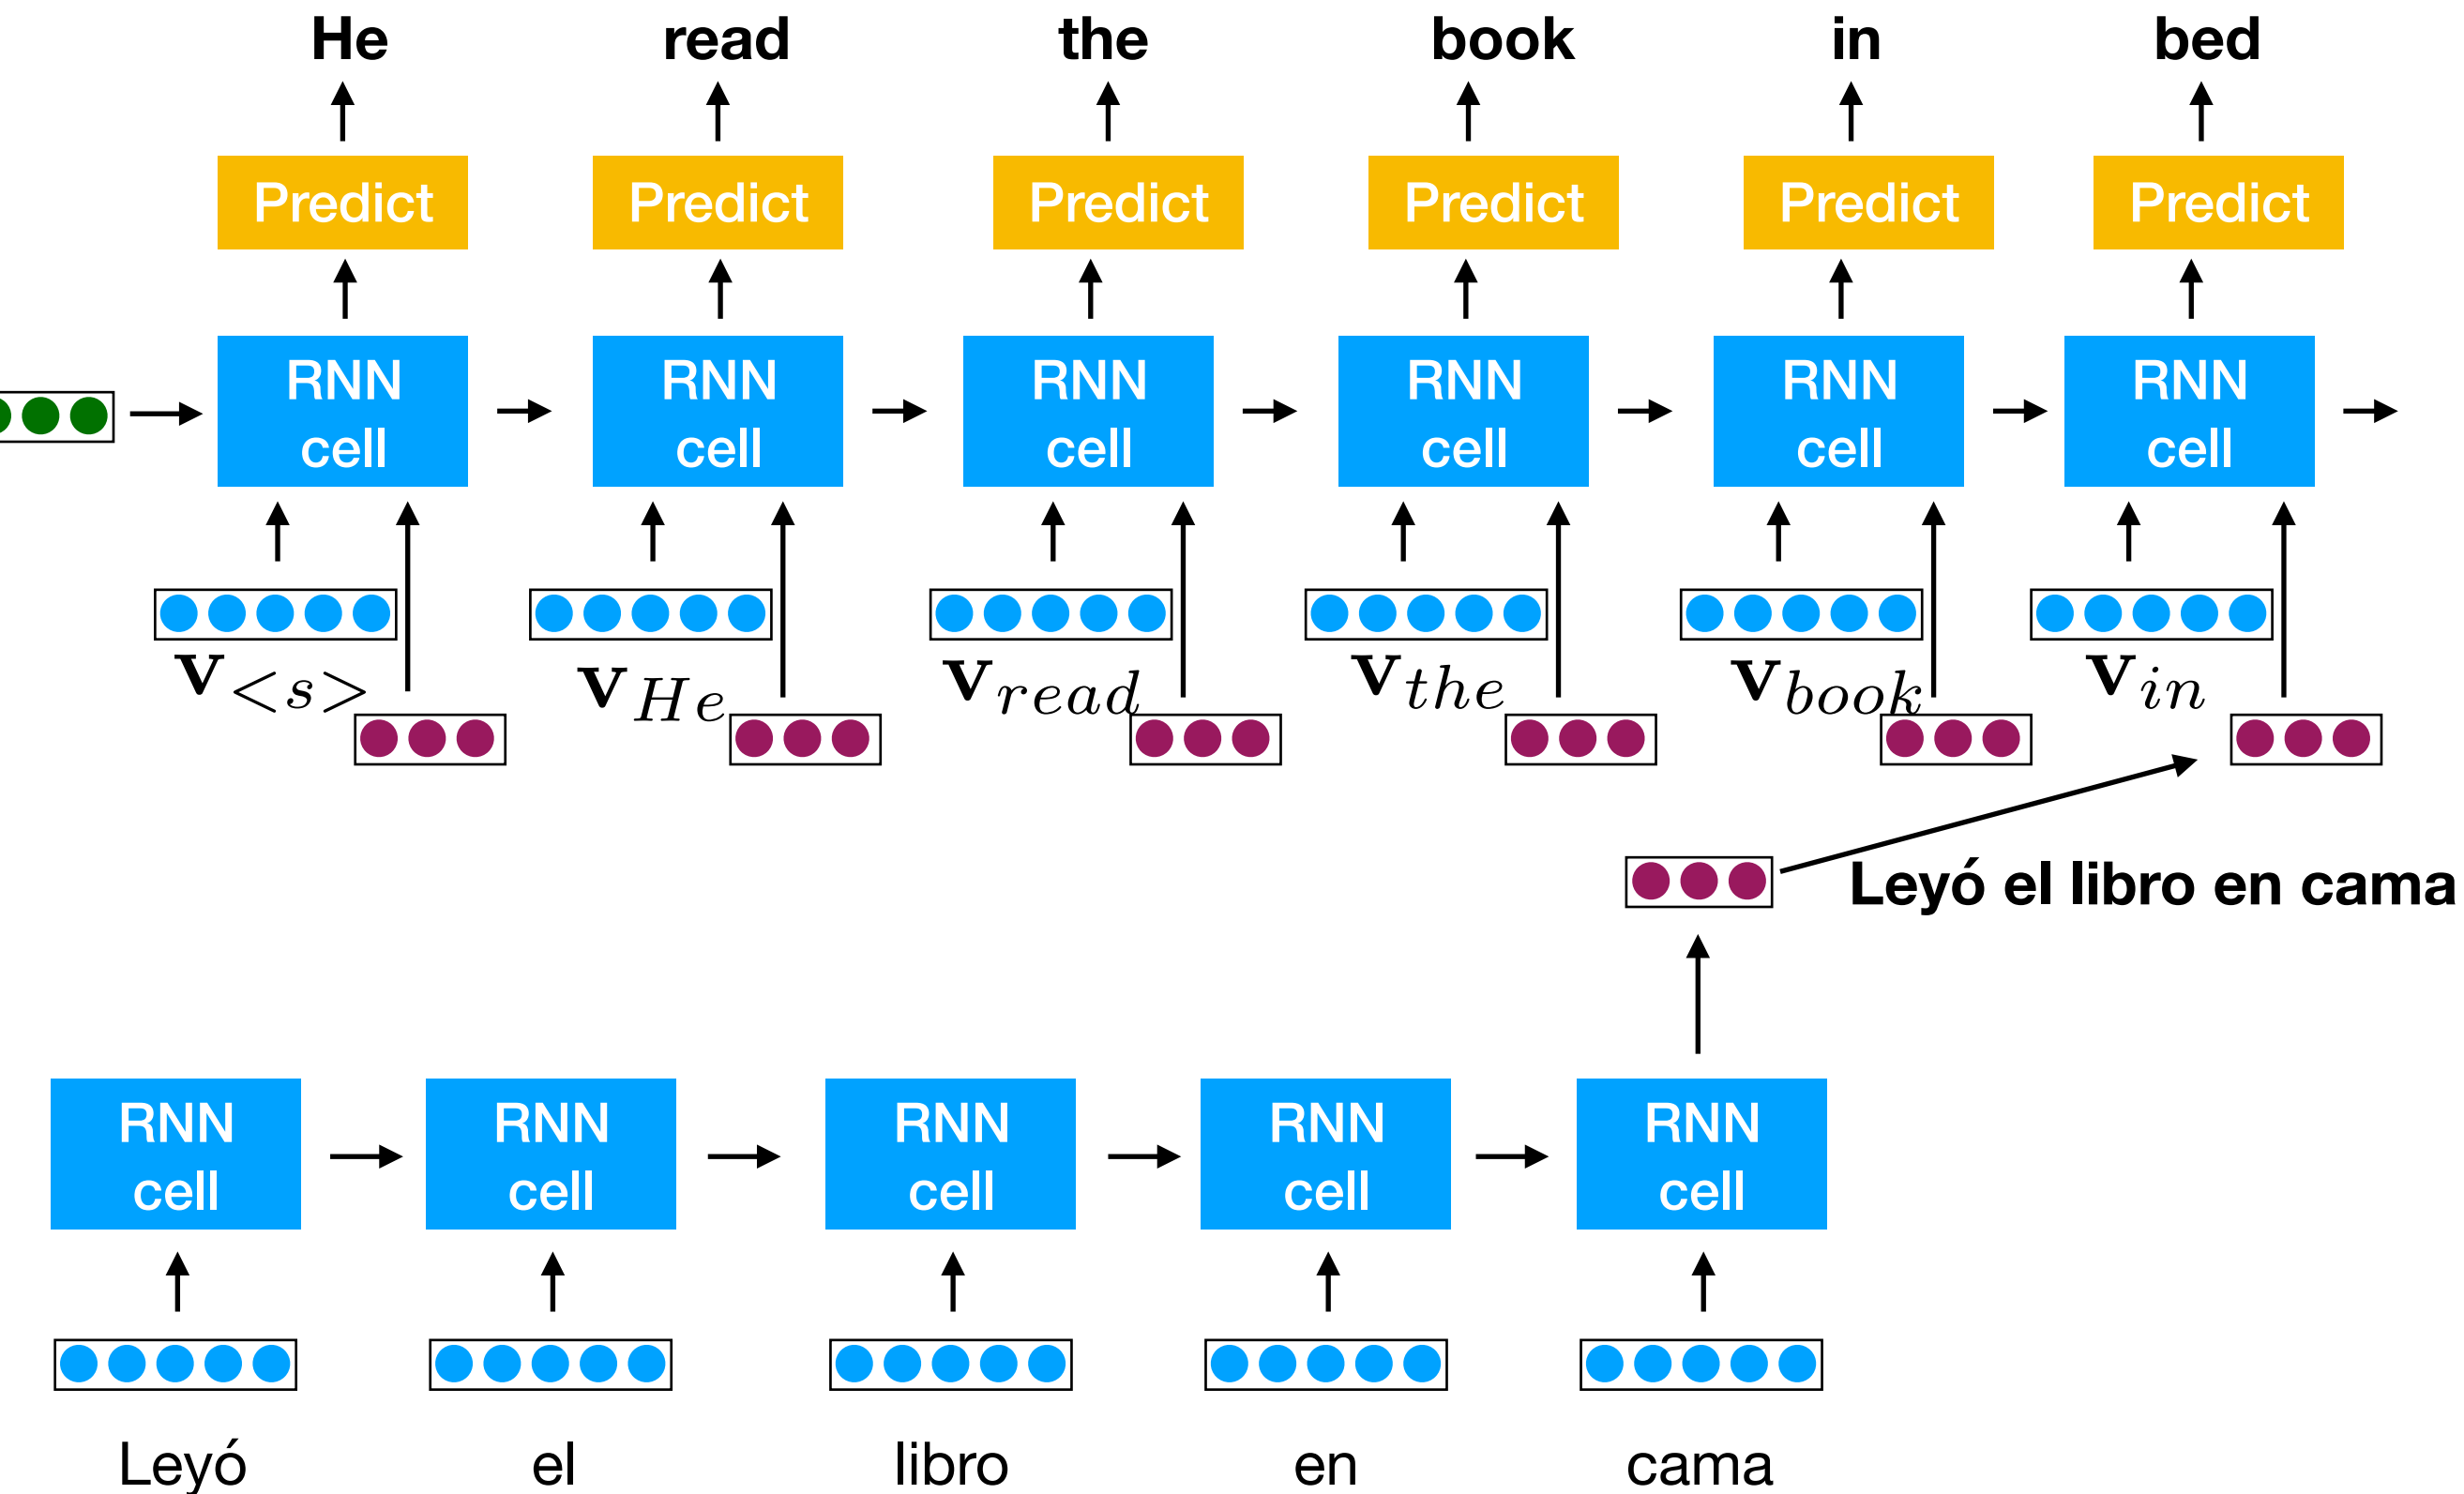 He read the book in bed
Predict Predict Predict Predict Predict Predict
RNN RNN RNN RNN RNN RNN
cell cell cell cell cell cell
v<s> vHe vread vthe vbook vin
Leyó el libro en cama
RNN RNN RNN RNN RNN
cell cell cell cell cell
Leyó el libro en cama